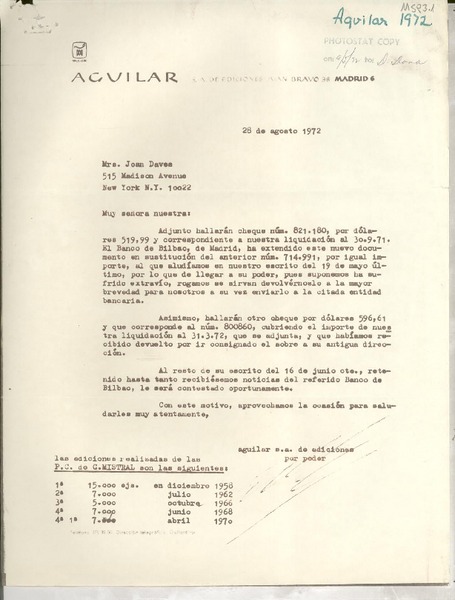 MS93.1
Aguilar 1972
PHOTOSTAT COPY
AGUILAR S.A. DE EDICIONES JUAN BRAVO 38 MADRID 6
28 de agosto 1972
Mrs. Joan Daves
515 Madison Avenue
New York N.Y. 10022
Muy señora nuestra:
Adjunto hallarán cheque núm. 821.180, por dóla-
res 519,99 y correspondiente a nuestra liquidación al 30.9.71.
El Banco de Bilbao, de Madrid, ha extendido este nuevo docu-
mento en sustitución del anterior núm. 714.991, por igual im-
porte, al que aludíamos en nuestro escrito del 19 de mayo úl-
timo, por lo que de llegar a su poder, pues suponemos ha su-
frido extravío, rogamos se sirvan devolvérnoslo a la mayor
brevedad para nosotros a su vez enviarlo a la citada entidad
bancaria.
Asimismo, hallarán otro cheque por dólares 596,61
y que corresponde al núm. 800860, cubriendo el importe de nues
tra liquidación al 31.3.72, que se adjunta; y que habíamos re-
cibido devuelto por ir consignado el sobre a su antigua direc-
ción.
Al resto de su escrito del 16 de junio cte., rete-
nido hasta tanto recibiésemos noticias del referido Banco de
Bilbao, le será contestado oportunamente.
Con este motivo, aprovechamos la ocasión para salu-
darles muy atentamente,
aguilar s.a. de ediciones
por poder
las ediciones realizadas de las
P.C. de G.MISTRAL son las siguientes:
1ª 15.000 ejs. en diciembre 1958
2ª 7.000 julio 1962
3ª 5.000 octubre 1966
4ª 7.000 junio 1968
4ª 1ª 7.000 abril 1970